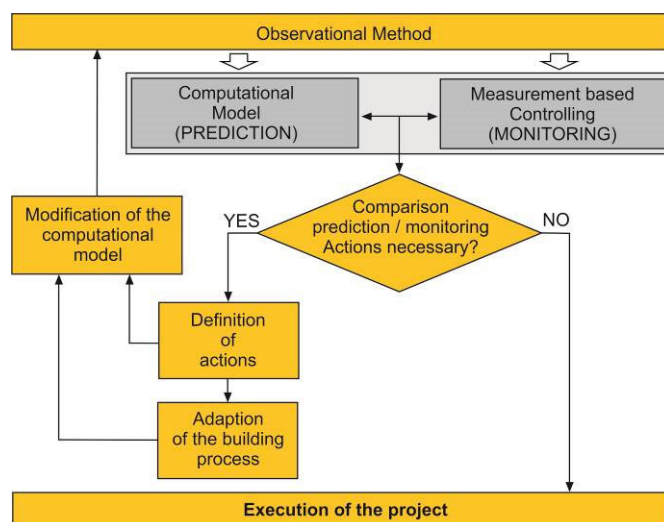 Observational Method
Computational
Model
(PREDICTION)
Measurement based
Controlling
(MONITORING)
Modification of the
computational
model
YES
Comparison
prediction / monitoring
Actions necessary?
NO
Definition
of
actions
Adaption
of the building
process
Execution of the project